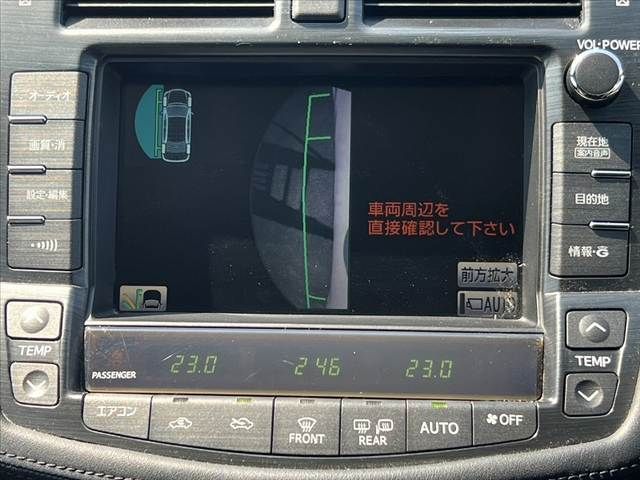 VOL・POWER
オーディオ
画質・消
設定・編集
現在地
案内音声
目的地
情報・G
車両周辺を
直接確認して下さい
前方拡大
AUTO
TEMP
TEMP
PASSENGER
23.0
2:46
23.0
エアコン
FRONT
REAR
AUTO
OFF